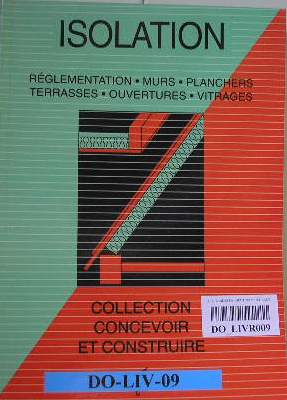 ISOLATION
RÉGLEMENTATION • MURS • PLANCHERS
TERRASSES • OUVERTURES • VITRAGES
COLLECTION
CONCEVOIR
ET CONSTRUIRE
DO LIVR009
DO-LIV-09